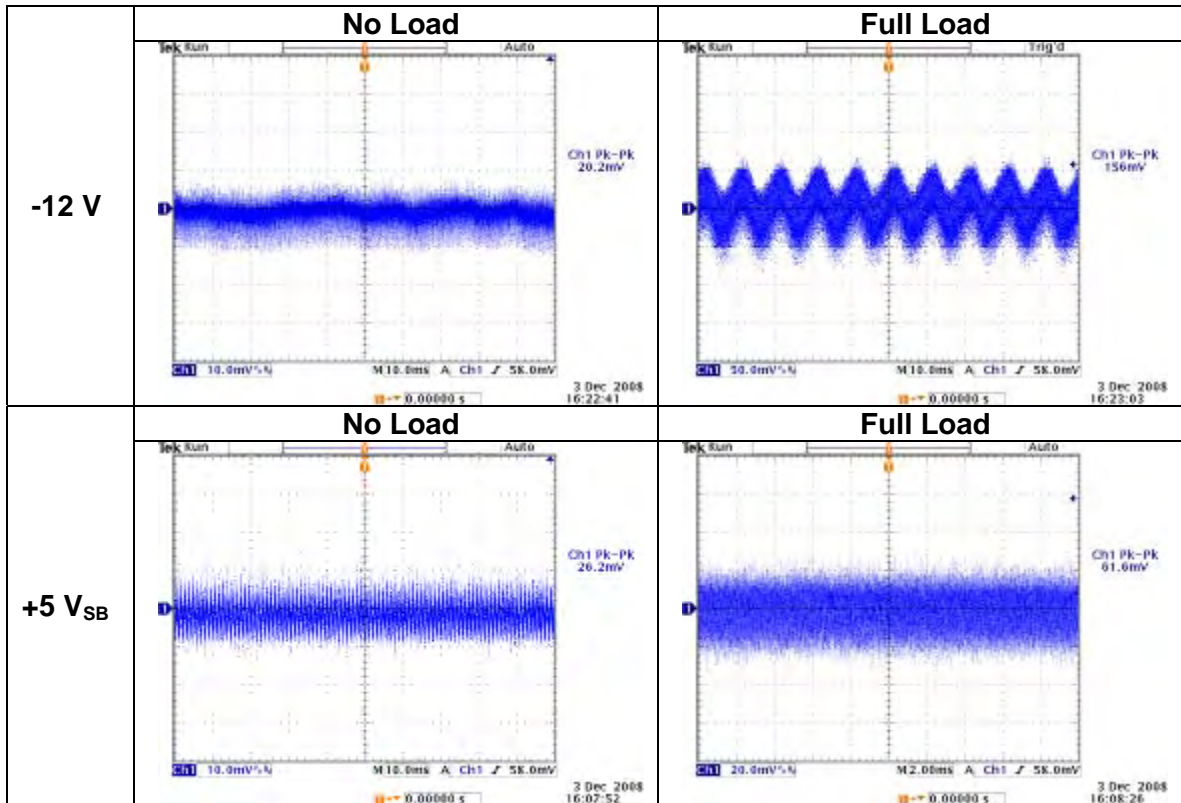 No Load
Full Load
-12 V
Tek Run
Auto
Ch1 Pk-Pk
20.2mV
Ch1 10.0mV
M10.0ms A Ch1 58.0mV
3 Dec 2008
0.00000 s
16:22:41
Tek Run
Trig'd
Ch1 Pk-Pk
156mV
Ch1 50.0mV
M10.0ms A Ch1 58.0mV
3 Dec 2008
0.00000 s
16:23:03
No Load
Full Load
+5 VSB
Tek Run
Auto
Ch1 Pk-Pk
26.2mV
Ch1 10.0mV
M10.0ms A Ch1 58.0mV
3 Dec 2008
0.00000 s
16:07:52
Tek Run
Auto
Ch1 Pk-Pk
61.6mV
Ch1 20.0mV
M2.00ms A Ch1 58.0mV
3 Dec 2008
0.00000 s
16:08:26